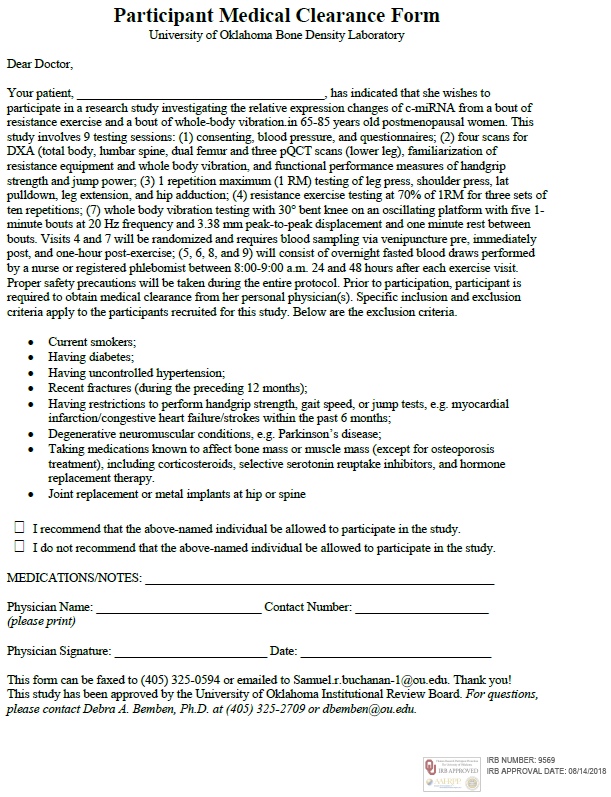 Participant Medical Clearance Form
University of Oklahoma Bone Density Laboratory
Dear Doctor,
Your patient, ______________________________________, has indicated that she wishes to
participate in a research study investigating the relative expression changes of c-miRNA from a bout of
resistance exercise and a bout of whole-body vibration.in 65-85 years old postmenopausal women. This
study involves 9 testing sessions: (1) consenting, blood pressure, and questionnaires; (2) four scans for
DXA (total body, lumbar spine, dual femur and three pQCT scans (lower leg), familiarization of
resistance equipment and whole body vibration, and functional performance measures of handgrip
strength and jump power; (3) 1 repetition maximum (1 RM) testing of leg press, shoulder press, lat
pulldown, leg extension, and hip adduction; (4) resistance exercise testing at 70% of 1RM for three sets of
ten repetitions; (7) whole body vibration testing with 30° bent knee on an oscillating platform with five 1-
minute bouts at 20 Hz frequency and 3.38 mm peak-to-peak displacement and one minute rest between
bouts. Visits 4 and 7 will be randomized and requires blood sampling via venipuncture pre, immediately
post, and one-hour post-exercise; (5, 6, 8, and 9) will consist of overnight fasted blood draws performed
by a nurse or registered phlebomist between 8:00-9:00 a.m. 24 and 48 hours after each exercise visit.
Proper safety precautions will be taken during the entire protocol. Prior to participation, participant is
required to obtain medical clearance from her personal physician(s). Specific inclusion and exclusion
criteria apply to the participants recruited for this study. Below are the exclusion criteria.
• Current smokers;
• Having diabetes;
• Having uncontrolled hypertension;
• Recent fractures (during the preceding 12 months);
• Having restrictions to perform handgrip strength, gait speed, or jump tests, e.g. myocardial
infarction/congestive heart failure/strokes within the past 6 months;
• Degenerative neuromuscular conditions, e.g. Parkinson's disease;
• Taking medications known to affect bone mass or muscle mass (except for osteoporosis
treatment), including corticosteroids, selective serotonin reuptake inhibitors, and hormone
replacement therapy.
• Joint replacement or metal implants at hip or spine
☐ I recommend that the above-named individual be allowed to participate in the study.
☐ I do not recommend that the above-named individual be allowed to participate in the study.
MEDICATIONS/NOTES: ______________________________________________________
Physician Name: __________________________ Contact Number: _____________________
(please print)
Physician Signature: ________________________ Date: ______________________________
This form can be faxed to (405) 325-0594 or emailed to Samuel.r.buchanan-1@ou.edu. Thank you!
This study has been approved by the University of Oklahoma Institutional Review Board. For questions,
please contact Debra A. Bemben, Ph.D. at (405) 325-2709 or dbemben@ou.edu.
IRB APPROVED
IRB NUMBER: 9569
IRB APPROVAL DATE: 08/14/2018